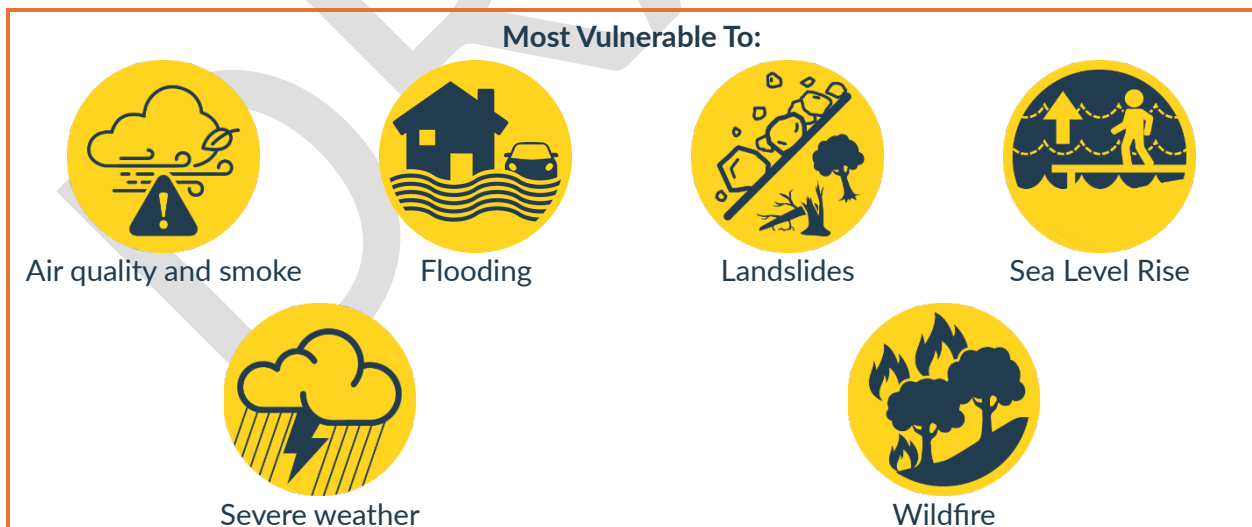 Most Vulnerable To:
Air quality and smoke
Flooding
Landslides
Sea Level Rise
Severe weather
Wildfire